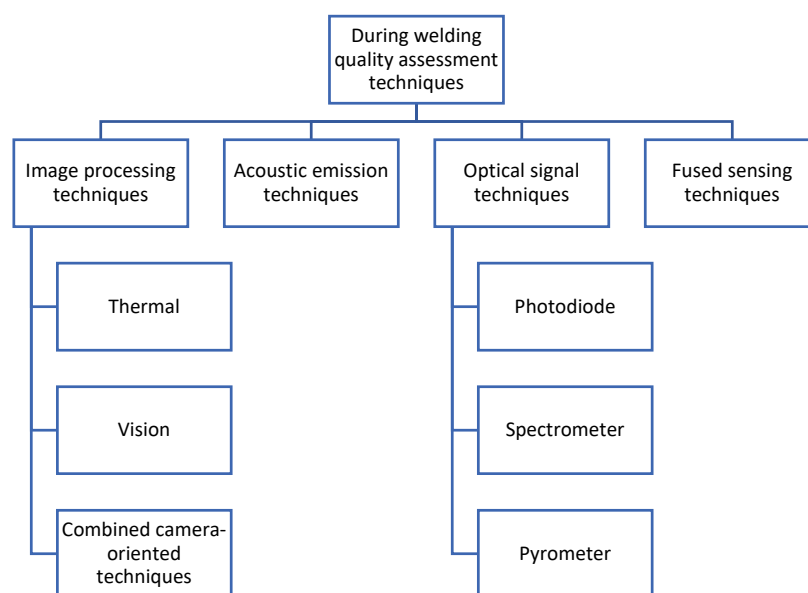 During welding
quality assessment
techniques
Image processing
techniques
Acoustic emission
techniques
Optical signal
techniques
Fused sensing
techniques
Thermal
Photodiode
Vision
Spectrometer
Combined camera-
oriented
techniques
Pyrometer